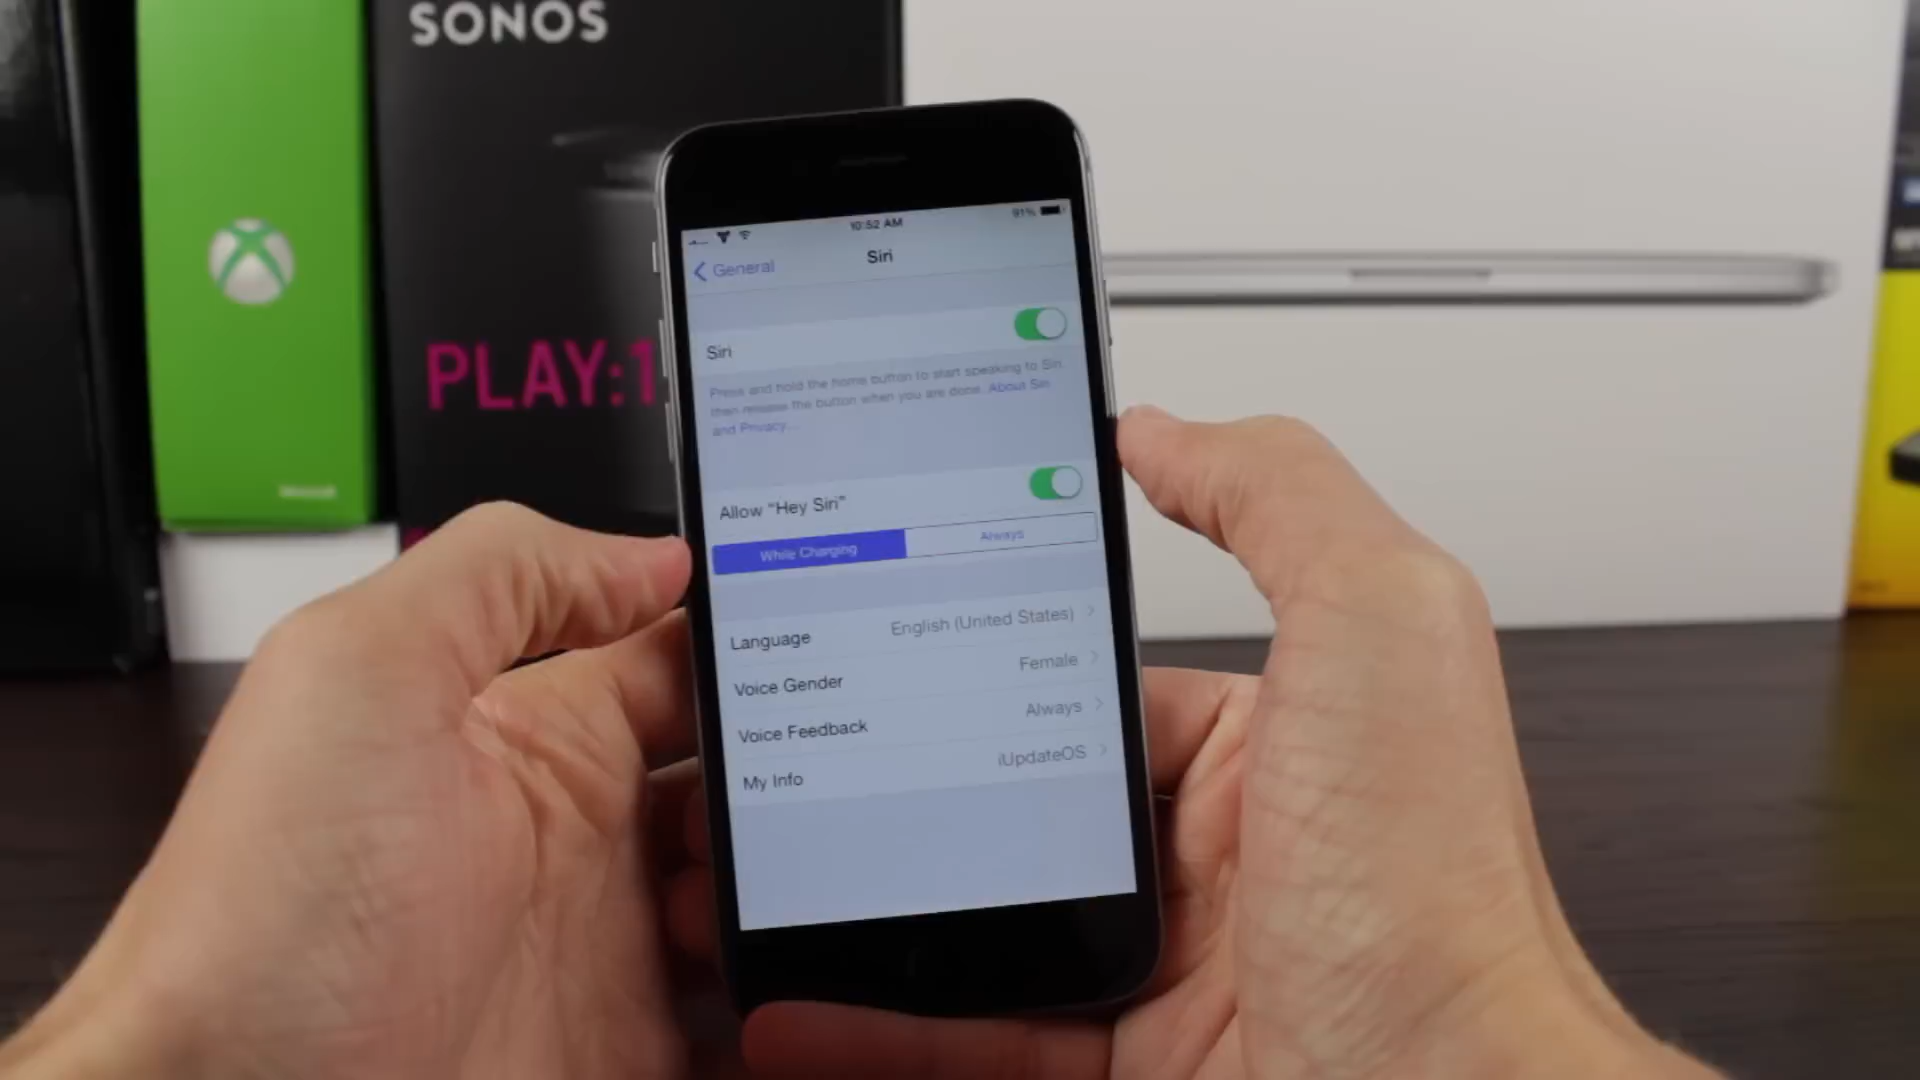 SONOS
PLAY:1
Microsoft
10:52 AM
91%
General
Siri
Siri
Press and hold the home button to start speaking to Siri,
then release the button when you are done. About Siri
and Privacy...
Allow "Hey Siri"
While Charging
Always
Language
English (United States)
Voice Gender
Female
Voice Feedback
Always
My Info
iUpdateOS